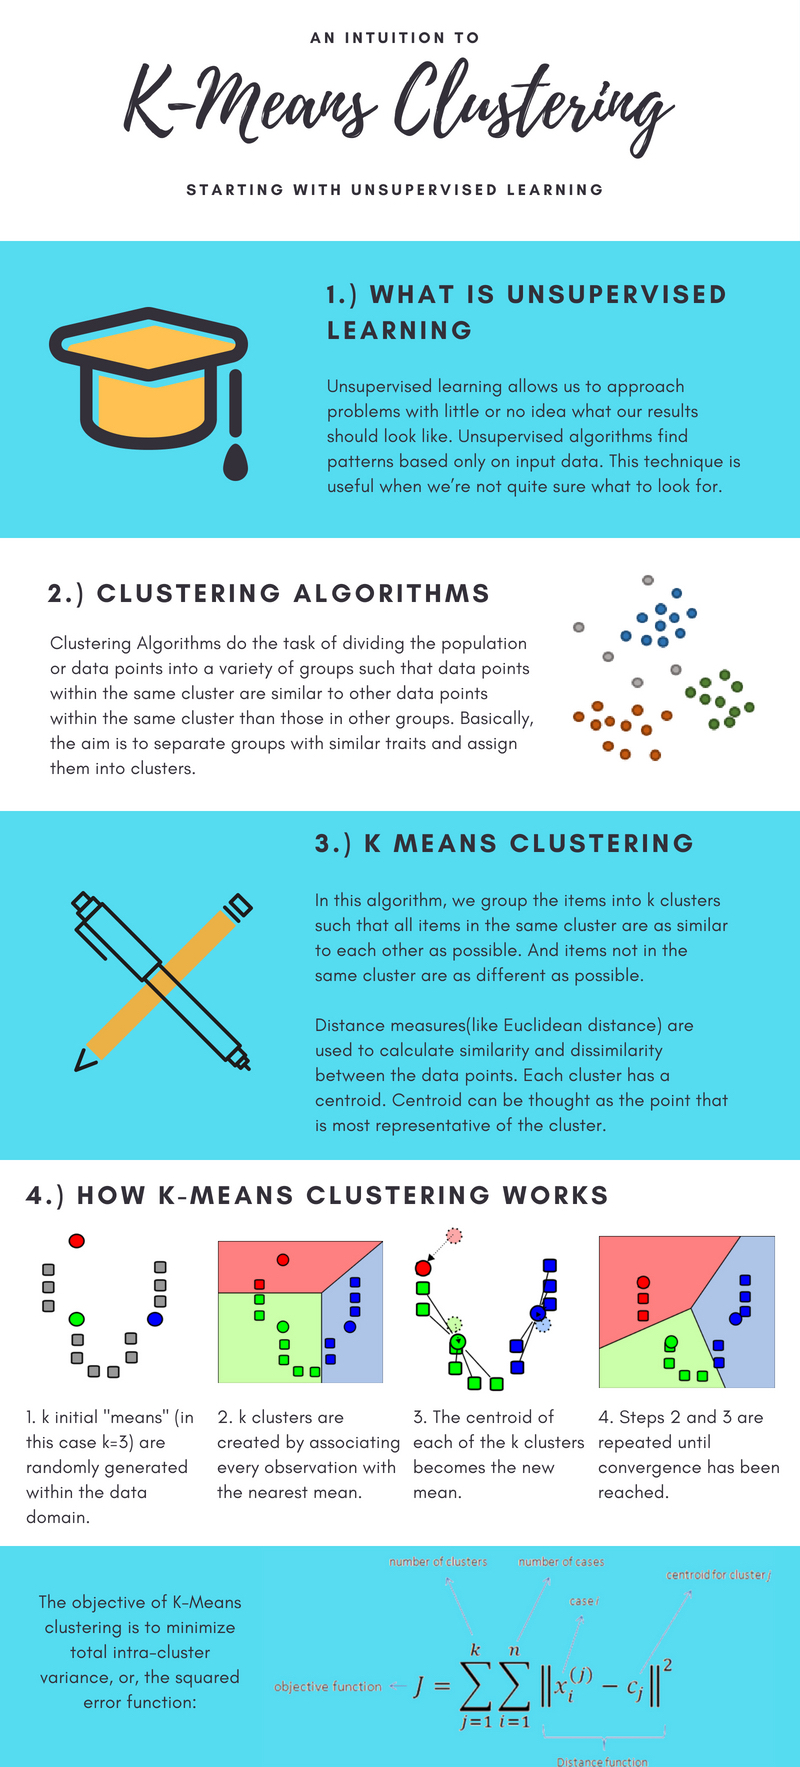 AN INTUITION TO
K-Means Clustering
STARTING WITH UNSUPERVISED LEARNING
1.) WHAT IS UNSUPERVISED
LEARNING
Unsupervised learning allows us to approach
problems with little or no idea what our results
should look like. Unsupervised algorithms find
patterns based only on input data. This technique is
useful when we're not quite sure what to look for.
2.) CLUSTERING ALGORITHMS
Clustering Algorithms do the task of dividing the population
or data points into a variety of groups such that data points
within the same cluster are similar to other data points
within the same cluster than those in other groups. Basically,
the aim is to separate groups with similar traits and assign
them into clusters.
3.) K MEANS CLUSTERING
In this algorithm, we group the items into k clusters
such that all items in the same cluster are as similar
to each other as possible. And items not in the
same cluster are as different as possible.
Distance measures(like Euclidean distance) are
used to calculate similarity and dissimilarity
between the data points. Each cluster has a
centroid. Centroid can be thought as the point that
is most representative of the cluster.
4.) HOW K-MEANS CLUSTERING WORKS
1. k initial "means" (in
this case k=3) are
randomly generated
within the data
domain.
2. k clusters are
created by associating
every observation with
the nearest mean.
3. The centroid of
each of the k clusters
becomes the new
mean.
4. Steps 2 and 3 are
repeated until
convergence has been
reached.
The objective of K-Means
clustering is to minimize
total intra-cluster
variance, or, the squared
error function:
number of clusters
number of cases
centroid for cluster j
case i
objective function ← J = ∑_{j=1}^{k} ∑_{i=1}^{n} ‖x_i^{(j)} − c_j‖²
Distance function